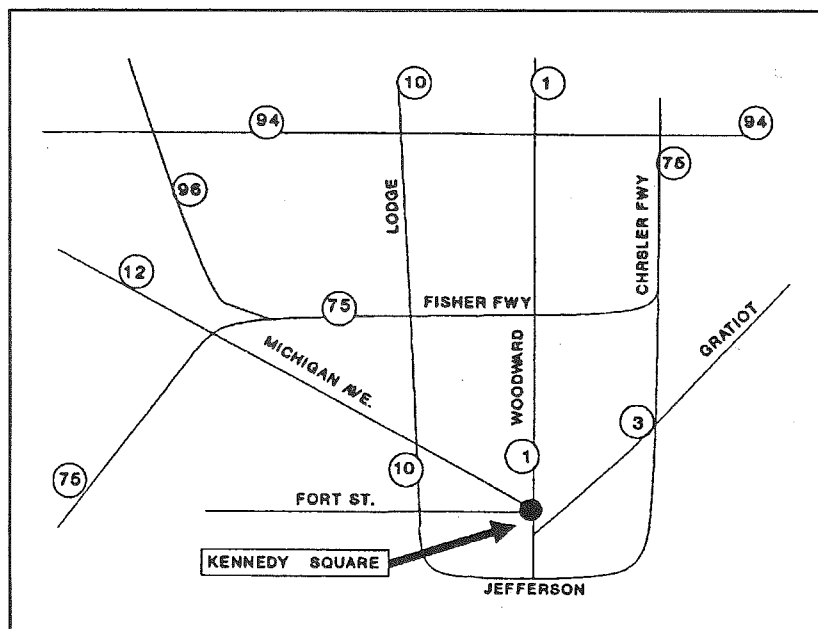 10
1
94
94
75
96
LODGE
CHRSLER FWY
12
75
FISHER FWY
MICHIGAN AVE.
WOODWARD
GRATIOT
3
10
1
75
FORT ST.
KENNEDY SQUARE
JEFFERSON